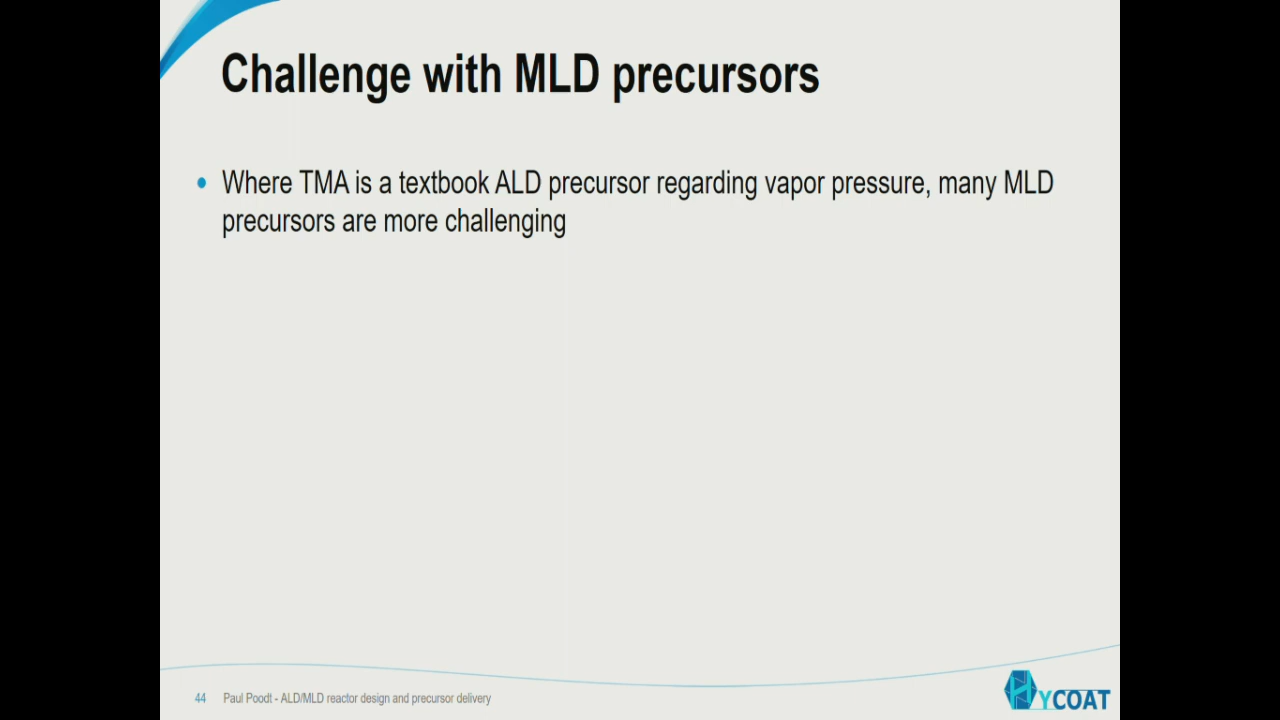 Challenge with MLD precursors
• Where TMA is a textbook ALD precursor regarding vapor pressure, many MLD
precursors are more challenging
44 Paul Poodt - ALD/MLD reactor design and precursor delivery
HYCOAT